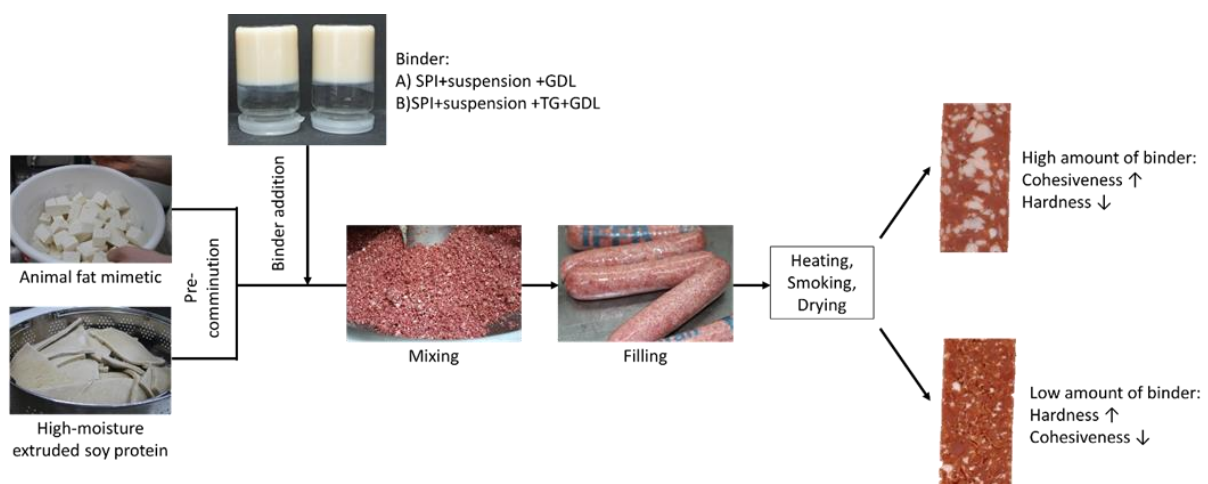 Binder:
A) SPI+suspension +GDL
B)SPI+suspension +TG+GDL
Binder addition
Animal fat mimetic
Pre-
comminution
High-moisture
extruded soy protein
Mixing
Filling
Heating,
Smoking,
Drying
High amount of binder:
Cohesiveness ↑
Hardness ↓
Low amount of binder:
Hardness ↑
Cohesiveness ↓